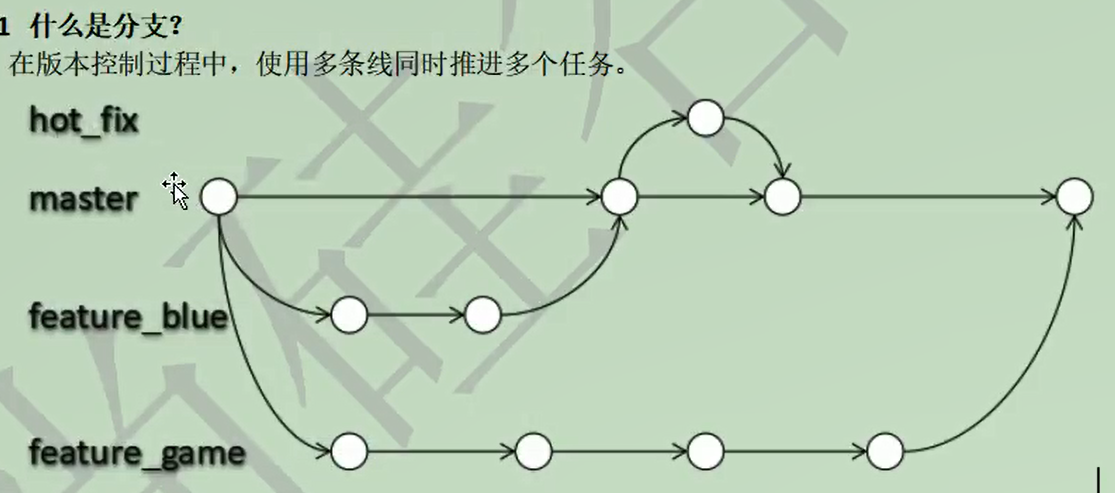 1 什么是分支?
在版本控制过程中，使用多条线同时推进多个任务。
hot_fix
master
feature_blue
feature_game